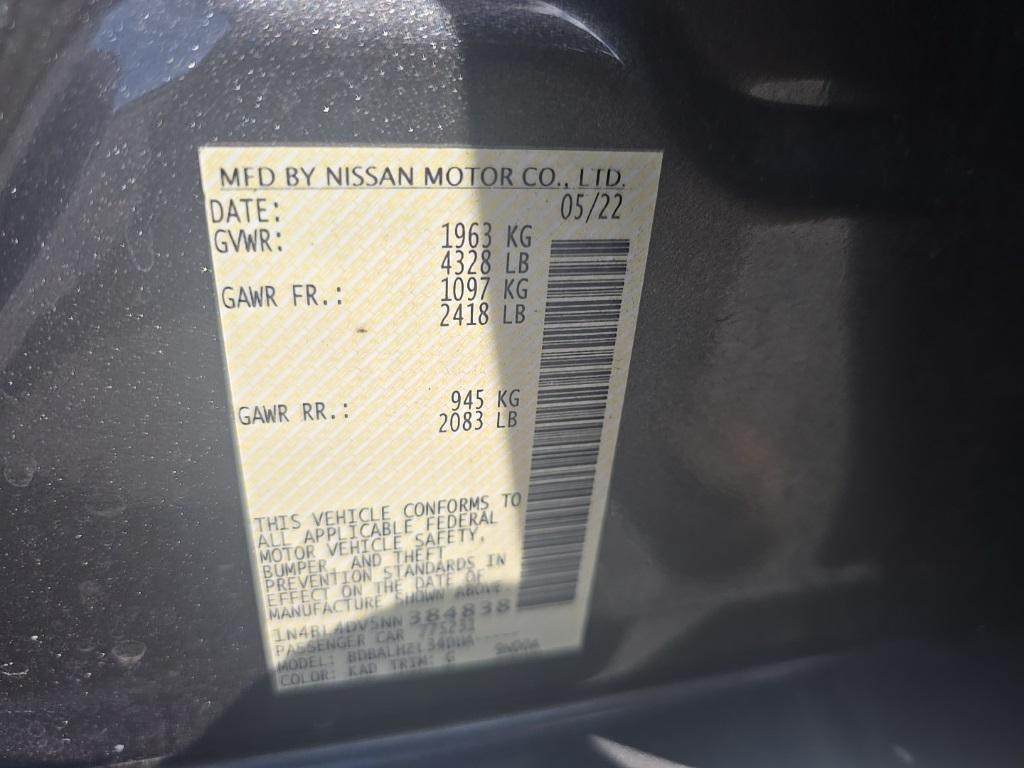 MFD BY NISSAN MOTOR CO., LTD.
DATE: 05/22
GVWR: 1963 KG
4328 LB
GAWR FR.: 1097 KG
2418 LB
GAWR RR.: 945 KG
2083 LB
THIS VEHICLE CONFORMS TO
ALL APPLICABLE FEDERAL
MOTOR VEHICLE SAFETY,
BUMPER, AND THEFT
PREVENTION STANDARDS IN
EFFECT ON THE DATE OF
MANUFACTURE SHOWN ABOVE.
1N4BL4DV5NN384838
PASSENGER CAR
MODEL:
COLOR: KAD TRIM: G